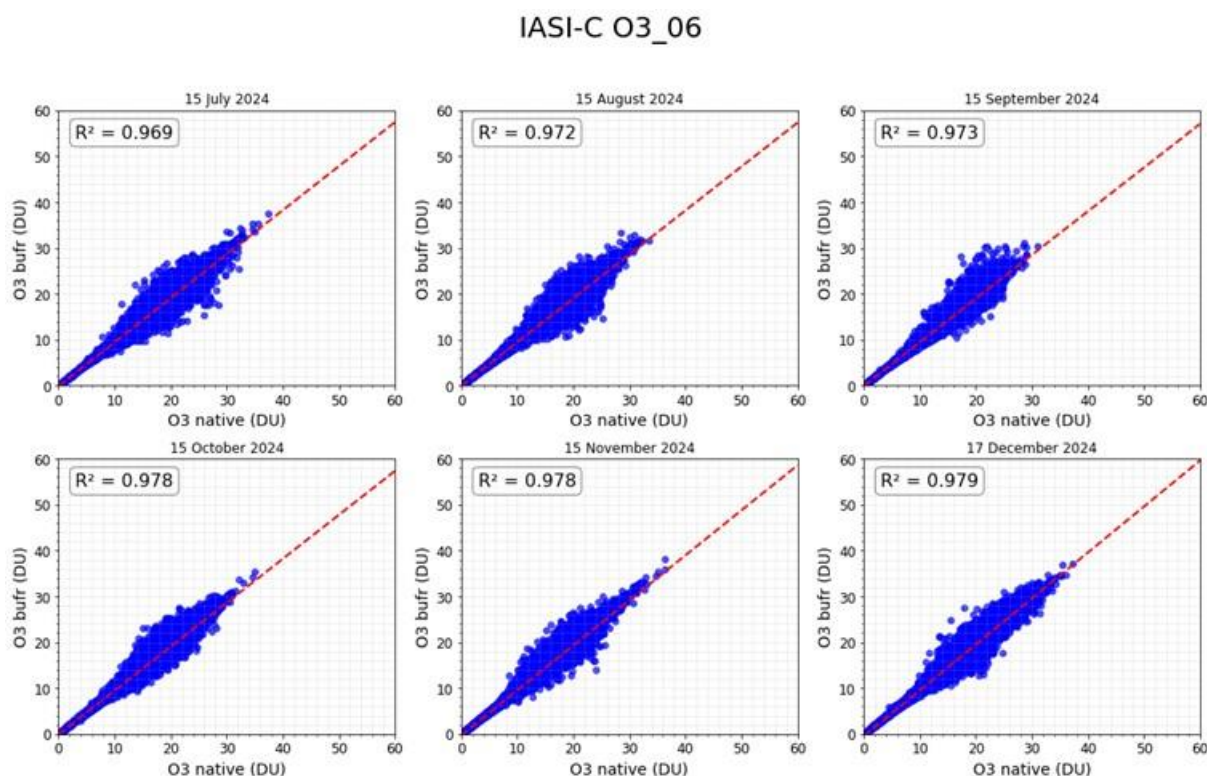 IASI-C O3_06
15 July 2024
15 August 2024
15 September 2024
R² = 0.969
R² = 0.972
R² = 0.973
60
50
40
30
20
10
0
O3 bufr (DU)
0 10 20 30 40 50 60
O3 native (DU)
60
50
40
30
20
10
0
O3 bufr (DU)
0 10 20 30 40 50 60
O3 native (DU)
60
50
40
30
20
10
0
O3 bufr (DU)
0 10 20 30 40 50 60
O3 native (DU)
15 October 2024
15 November 2024
17 December 2024
R² = 0.978
R² = 0.978
R² = 0.979
60
50
40
30
20
10
0
O3 bufr (DU)
0 10 20 30 40 50 60
O3 native (DU)
60
50
40
30
20
10
0
O3 bufr (DU)
0 10 20 30 40 50 60
O3 native (DU)
60
50
40
30
20
10
0
O3 bufr (DU)
0 10 20 30 40 50 60
O3 native (DU)